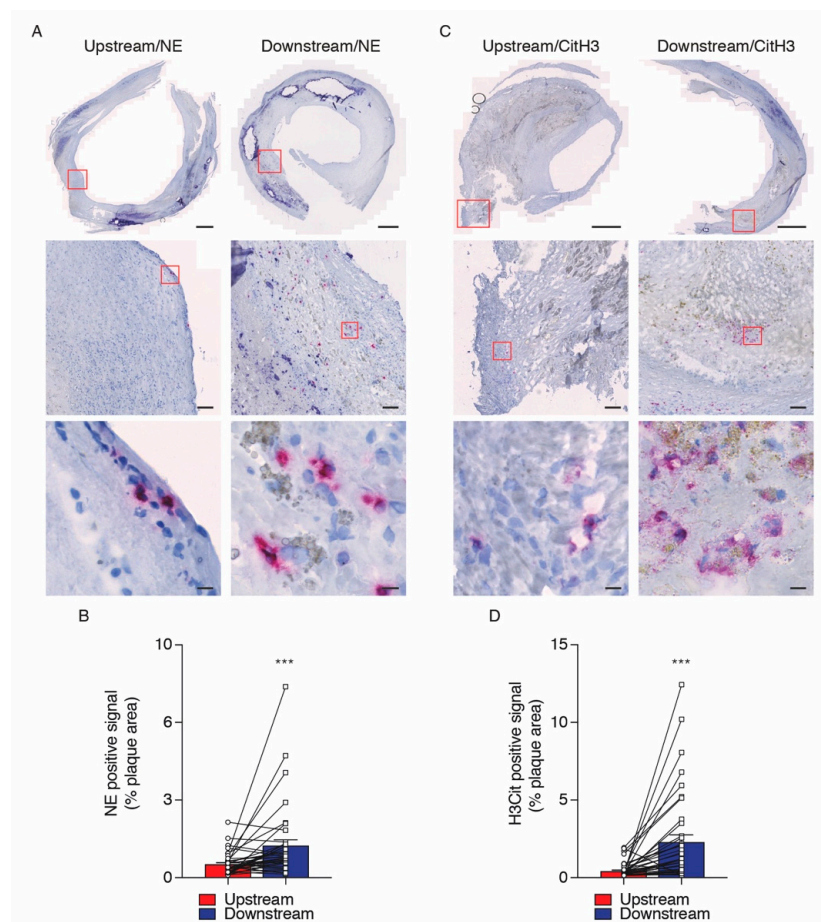 A
Upstream/NE
Downstream/NE
C
Upstream/CitH3
Downstream/CitH3
B
NE positive signal
(% plaque area)
10
6
3
0
***
Upstream
Downstream
D
H3Cit positive signal
(% plaque area)
15
10
5
0
***
Upstream
Downstream